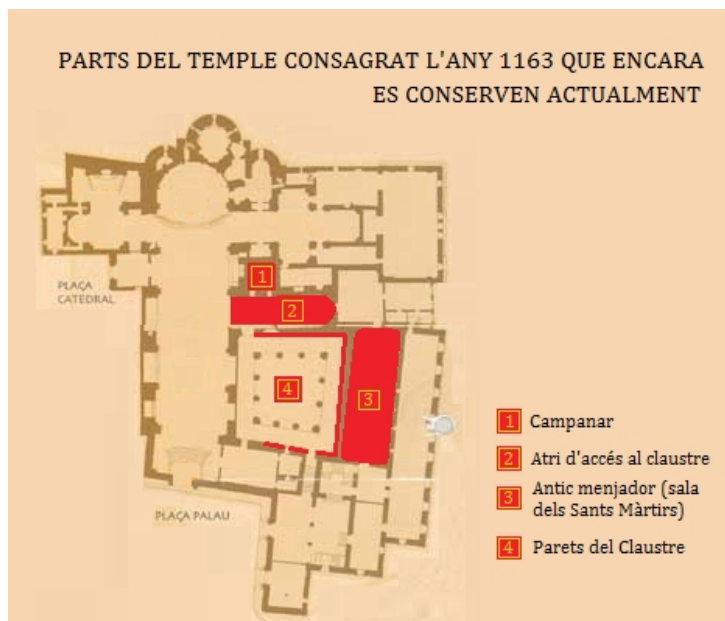 PARTS DEL TEMPLE CONSAGRAT L'ANY 1163 QUE ENCARA
ES CONSERVEN ACTUALMENT
PLAÇA
CATEDRAL
1
2
3
4
PLAÇA PALAU
1 Campanar
2 Atri d'accés al claustre
3 Antic menjador (sala
dels Sants Màrtirs)
4 Parets del Claustre